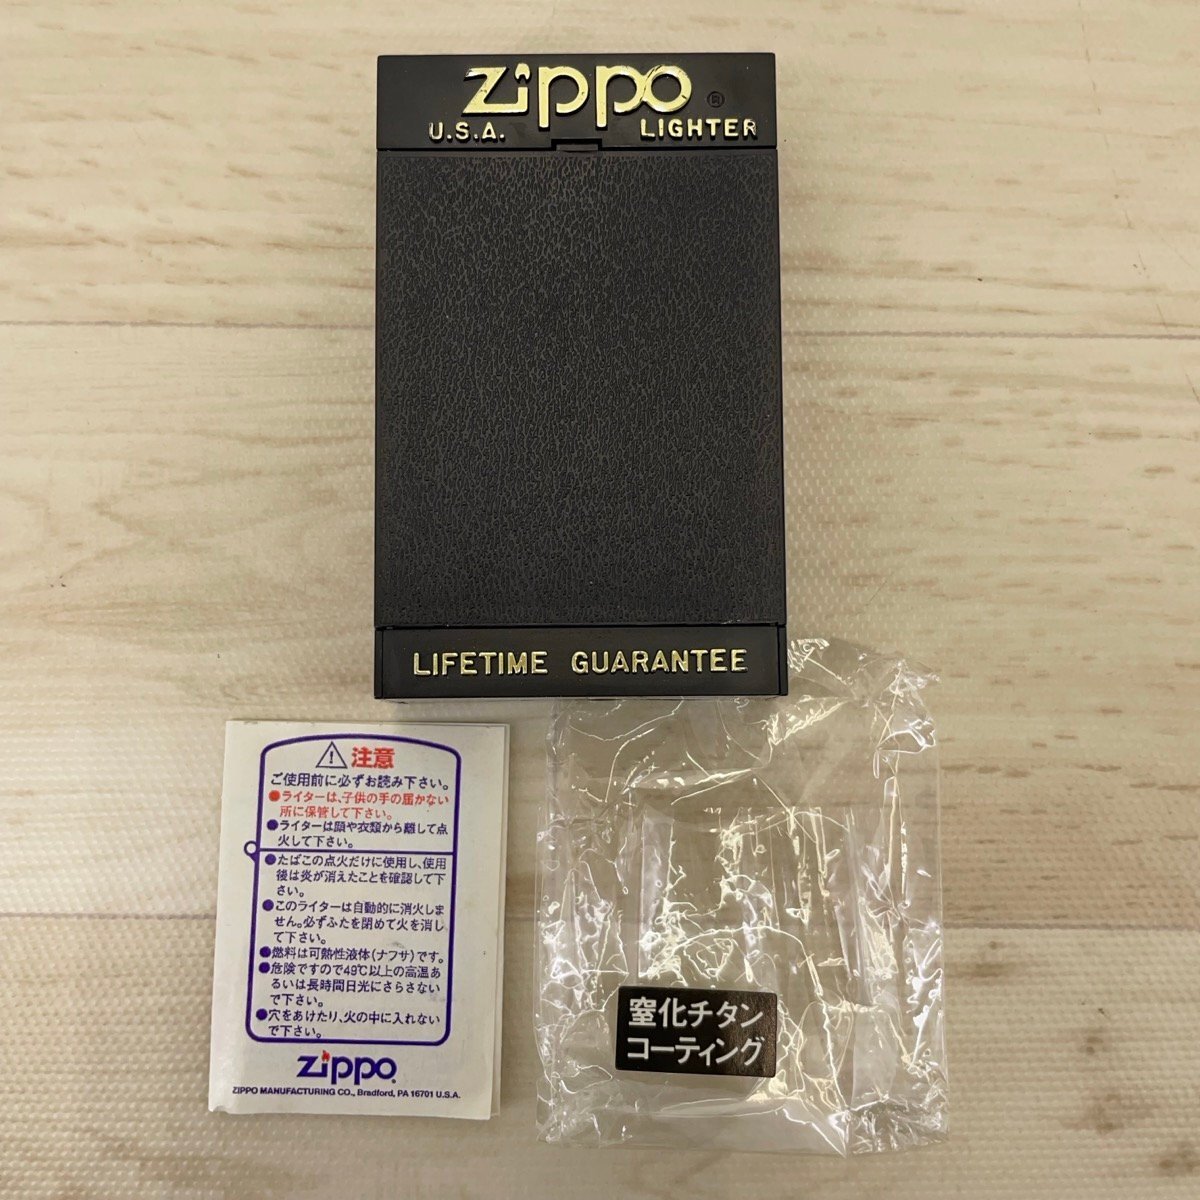 Zippo
®
U.S.A. LIGHTER
LIFETIME GUARANTEE
注意
ご使用前に必ずお読み下さい。
●ライターは、子供の手の届かない
所に保管して下さい。
●ライターは顔や衣類から離して点
火して下さい。
●たばこの点火だけに使用し、使用
後は炎が消えたことを確認して下
さい。
●このライターは自動的に消火しま
せん。必ずふたを閉めて火を消し
て下さい。
●燃料は可熱性液体(ナフサ)です。
●危険ですので49℃以上の高温あ
るいは長時間日光にさらさない
で下さい。
●穴をあけたり、火の中に入れない
で下さい。
Zippo
ZIPPO MANUFACTURING CO., Bradford, PA 16701 U.S.A.
窒化チタン
コーティング